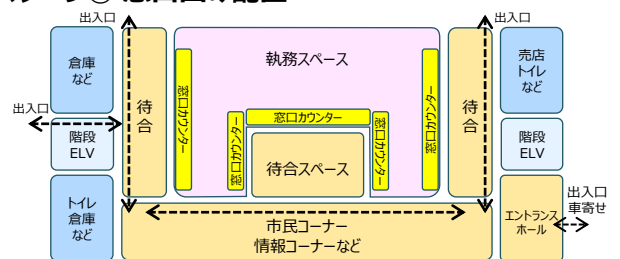 出入口
出入口
倉庫
など
執務スペース
売店
トイレ
など
窓口カウンター
窓口カウンター
窓口カウンター
窓口カウンター
窓口カウンター
待合
待合
出入口
階段
ELV
待合スペース
階段
ELV
トイレ
倉庫
など
市民コーナー
情報コーナーなど
エントランス
ホール
出入口
車寄せ